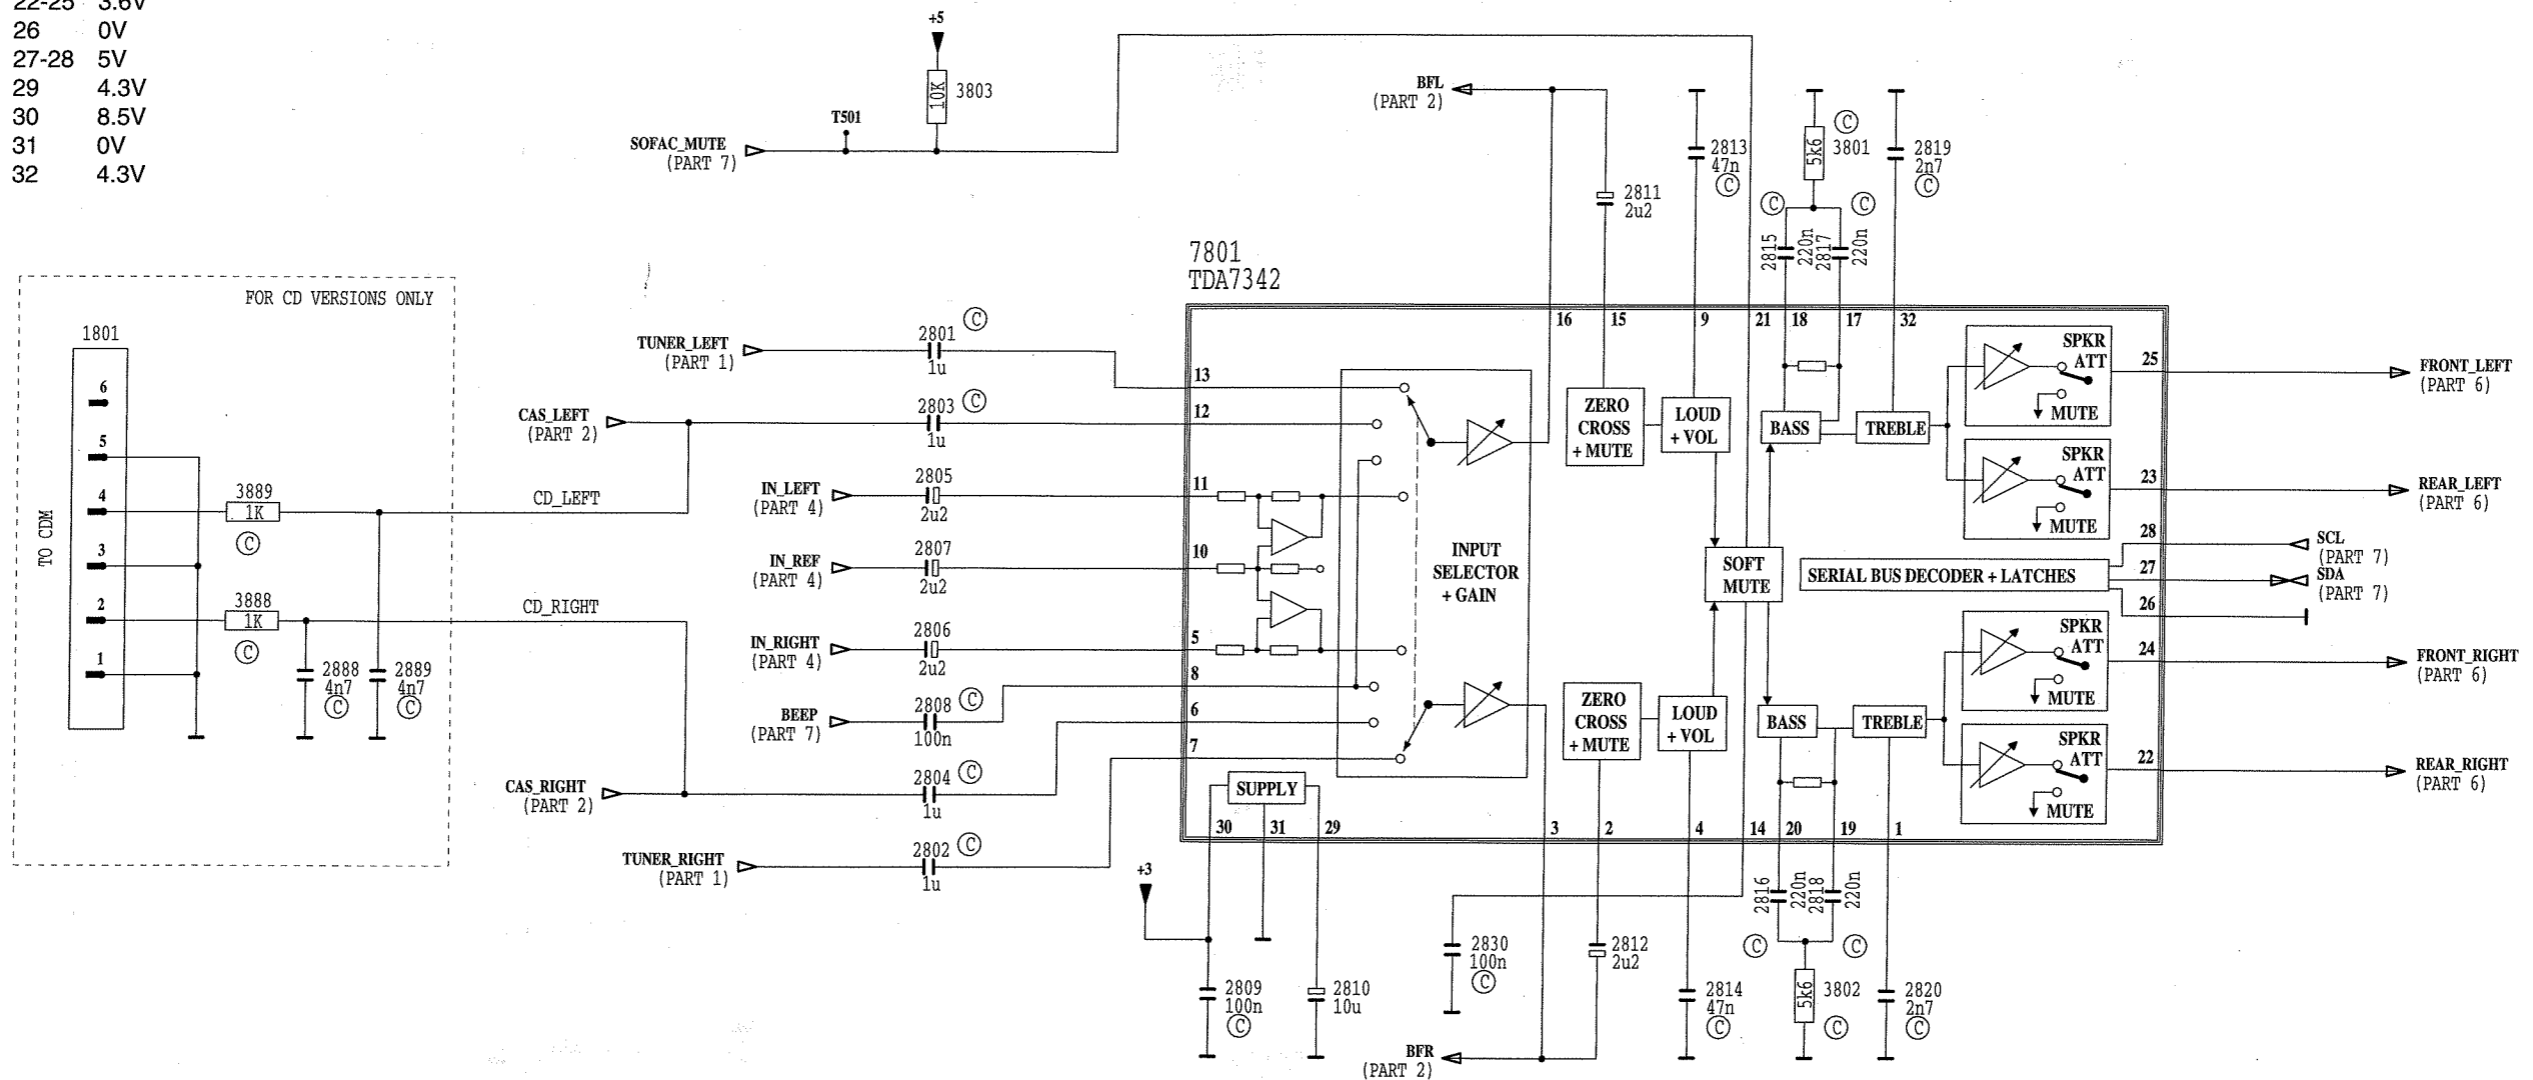 22-25 3.6V
26 0V
27-28 5V
29 4.3V
30 8.5V
31 0V
32 4.3V
+5
10K
3803
T501
SOFAC_MUTE
(PART 7)
BFL
(PART 2)
2811
2u2
2813
47n
C
5k6
C
3801
2819
2n7
C
C
C
2815
220n
2817
220n
7801
TDA7342
FOR CD VERSIONS ONLY
1801
6
5
4
3
2
1
TO CDM
3889
1K
C
3888
1K
C
CD_LEFT
CD_RIGHT
2888
4n7
C
2889
4n7
C
TUNER_LEFT
(PART 1)
2801
C
1u
CAS_LEFT
(PART 2)
2803
C
1u
IN_LEFT
(PART 4)
2805
2u2
IN_REF
(PART 4)
2807
2u2
IN_RIGHT
(PART 4)
2806
2u2
BEEP
(PART 7)
2808
C
100n
CAS_RIGHT
(PART 2)
2804
C
1u
TUNER_RIGHT
(PART 1)
2802
C
1u
13
12
11
10
5
8
6
7
16
15
9
21
18
17
32
INPUT
SELECTOR
+ GAIN
ZERO
CROSS
+ MUTE
LOUD
+ VOL
BASS
TREBLE
SPKR
ATT
MUTE
25
FRONT_LEFT
(PART 6)
SPKR
ATT
MUTE
23
REAR_LEFT
(PART 6)
SOFT
MUTE
SERIAL BUS DECODER + LATCHES
28
SCL
(PART 7)
27
SDA
(PART 7)
26
ZERO
CROSS
+ MUTE
LOUD
+ VOL
BASS
TREBLE
SPKR
ATT
MUTE
24
FRONT_RIGHT
(PART 6)
SPKR
ATT
MUTE
22
REAR_RIGHT
(PART 6)
SUPPLY
30
31
29
3
2
4
14
20
19
1
+3
2809
100n
C
2810
10u
2830
100n
C
2812
2u2
2814
47n
C
2816
220n
2818
220n
C
C
5k6
3802
C
2820
2n7
C
BFR
(PART 2)